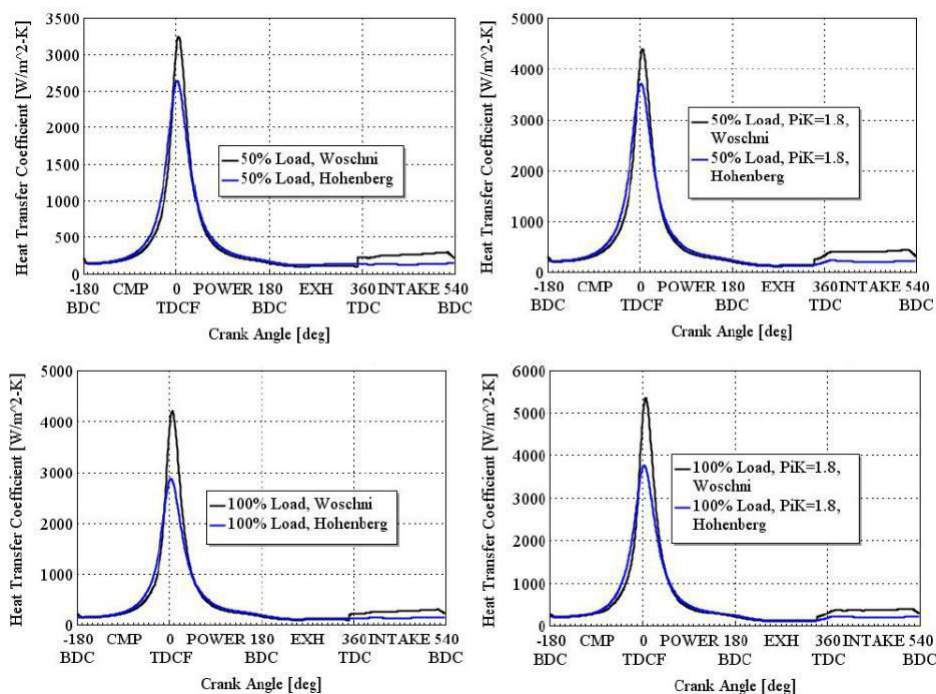 Heat Transfer Coefficient [W/m^2-K]
3500
3000
2500
2000
1500
1000
500
0
50% Load, Woschni
50% Load, Hohenberg
-180 CMP 0 POWER 180 EXH 360 INTAKE 540
BDC TDCF BDC TDC BDC
Crank Angle [deg]
Heat Transfer Coefficient [W/m^2-K]
5000
4000
3000
2000
1000
0
50% Load, PiK=1.8,
Woschni
50% Load, PiK=1.8,
Hohenberg
-180 CMP 0 POWER 180 EXH 360 INTAKE 540
BDC TDCF BDC TDC BDC
Crank Angle [deg]
Heat Transfer Coefficient [W/m^2-K]
5000
4000
3000
2000
1000
0
100% Load, Woschni
100% Load, Hohenberg
-180 CMP 0 POWER 180 EXH 360 INTAKE 540
BDC TDCF BDC TDC BDC
Crank Angle [deg]
Heat Transfer Coefficient [W/m^2-K]
6000
5000
4000
3000
2000
1000
0
100% Load, PiK=1.8,
Woschni
100% Load, PiK=1.8,
Hohenberg
-180 CMP 0 POWER 180 EXH 360 INTAKE 540
BDC TDCF BDC TDC BDC
Crank Angle [deg]